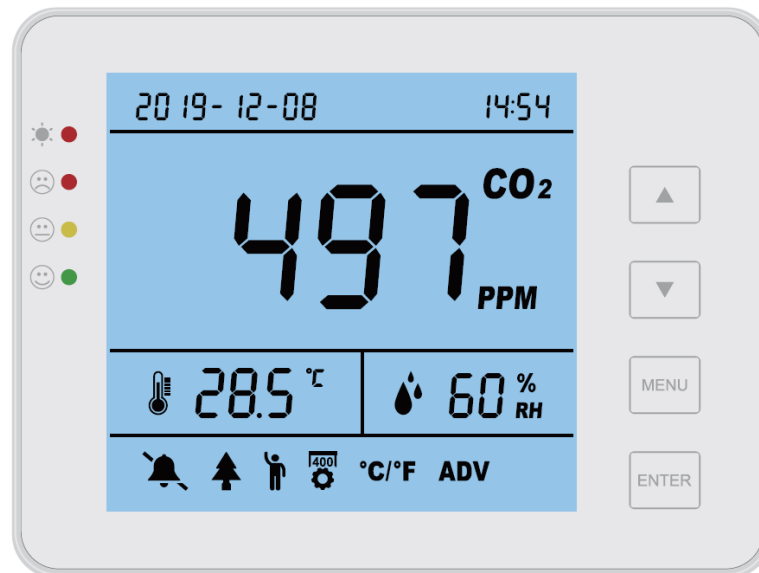 2019-12-08 14:54
497 CO2
PPM
28.5 °C 60 % RH
400 °C/°F ADV
MENU
ENTER